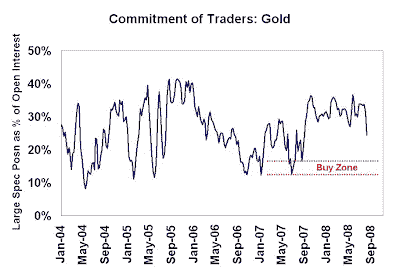 Commitment of Traders: Gold
Large Spec Posn as % of Open Interest
50%
40%
30%
20%
10%
0%
Buy Zone
Jan-04
May-04
Sep-04
Jan-05
May-05
Sep-05
Jan-06
May-06
Sep-06
Jan-07
May-07
Sep-07
Jan-08
May-08
Sep-08